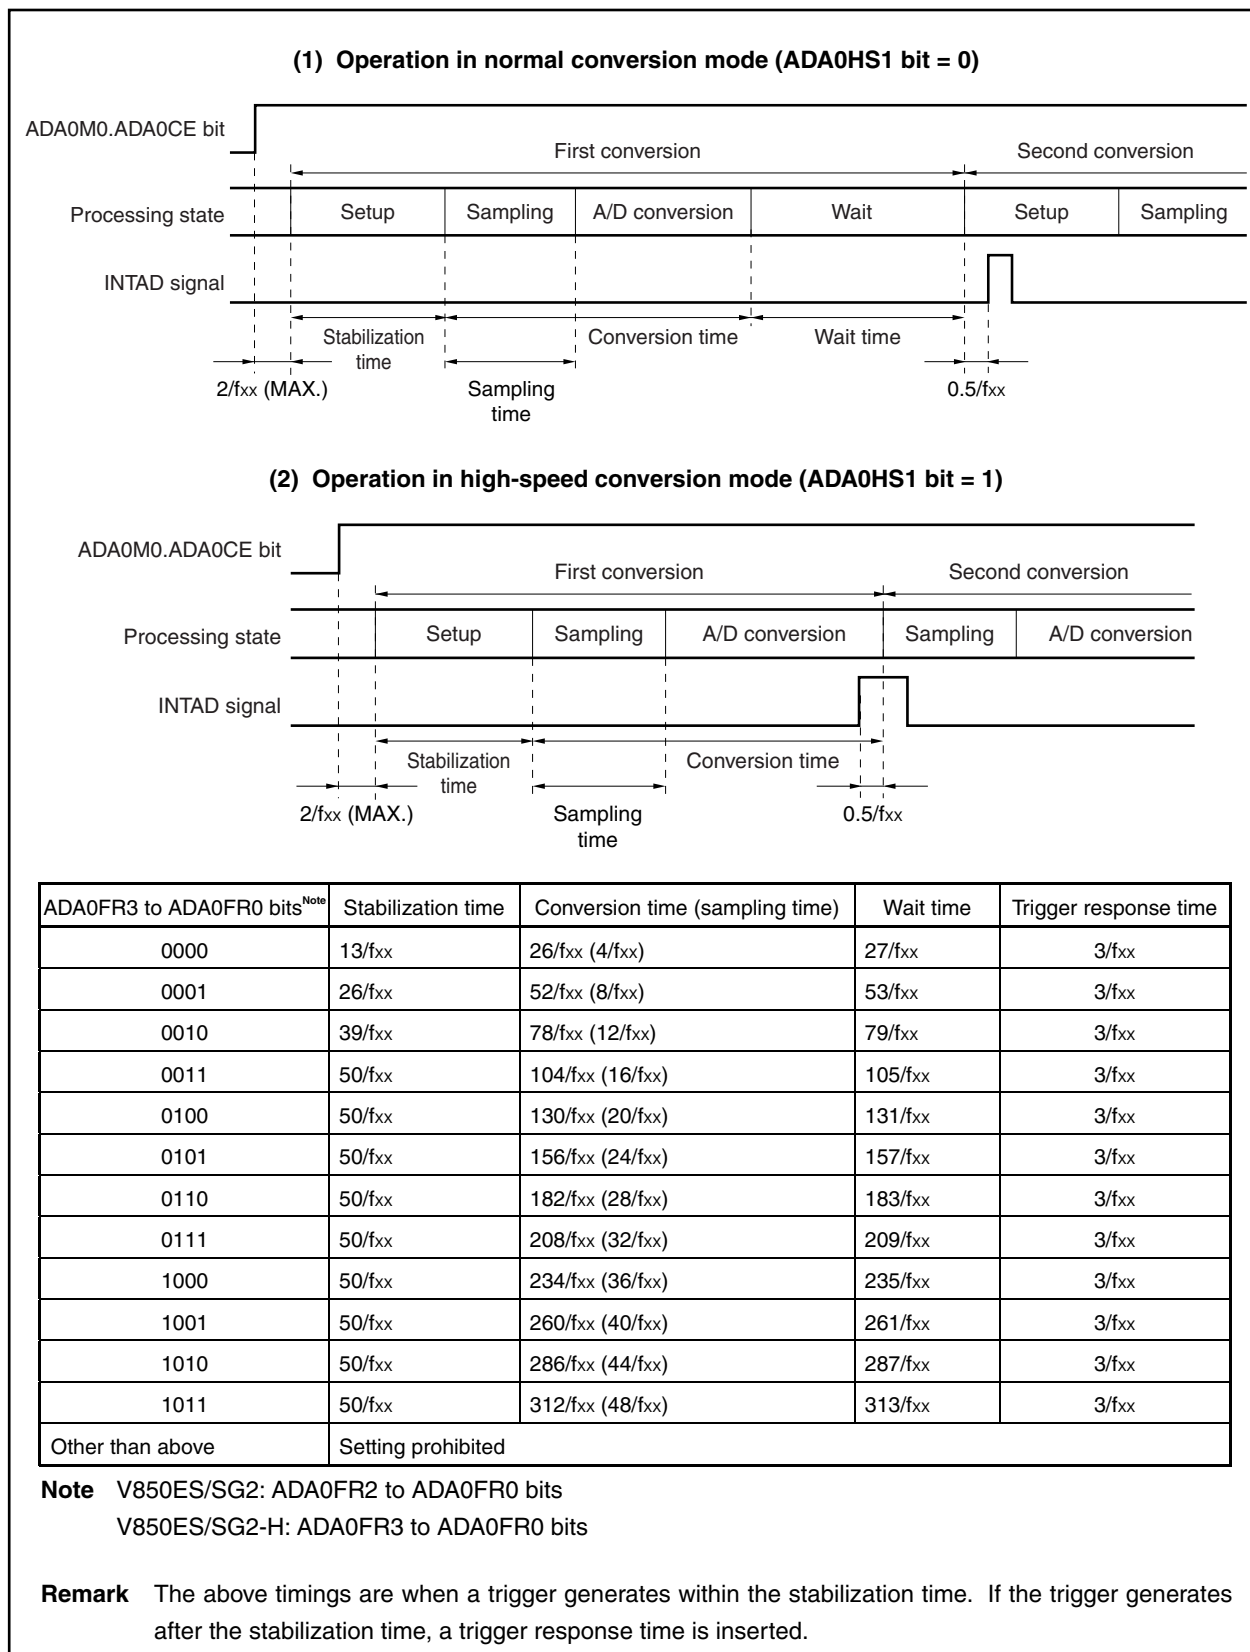 (1) Operation in normal conversion mode (ADA0HS1 bit = 0)
ADA0M0.ADA0CE bit
First conversion
Second conversion
Processing state
Setup
Sampling
A/D conversion
Wait
Setup
Sampling
INTAD signal
Stabilization
time
Conversion time
Wait time
2/fxx (MAX.)
Sampling
time
0.5/fxx
(2) Operation in high-speed conversion mode (ADA0HS1 bit = 1)
ADA0M0.ADA0CE bit
First conversion
Second conversion
Processing state
Setup
Sampling
A/D conversion
Sampling
A/D conversion
INTAD signal
Stabilization
time
Conversion time
2/fxx (MAX.)
Sampling
time
0.5/fxx
ADA0FR3 to ADA0FR0 bitsNote Stabilization time Conversion time (sampling time) Wait time Trigger response time
0000 13/fxx 26/fxx (4/fxx) 27/fxx 3/fxx
0001 26/fxx 52/fxx (8/fxx) 53/fxx 3/fxx
0010 39/fxx 78/fxx (12/fxx) 79/fxx 3/fxx
0011 50/fxx 104/fxx (16/fxx) 105/fxx 3/fxx
0100 50/fxx 130/fxx (20/fxx) 131/fxx 3/fxx
0101 50/fxx 156/fxx (24/fxx) 157/fxx 3/fxx
0110 50/fxx 182/fxx (28/fxx) 183/fxx 3/fxx
0111 50/fxx 208/fxx (32/fxx) 209/fxx 3/fxx
1000 50/fxx 234/fxx (36/fxx) 235/fxx 3/fxx
1001 50/fxx 260/fxx (40/fxx) 261/fxx 3/fxx
1010 50/fxx 286/fxx (44/fxx) 287/fxx 3/fxx
1011 50/fxx 312/fxx (48/fxx) 313/fxx 3/fxx
Other than above Setting prohibited
Note V850ES/SG2: ADA0FR2 to ADA0FR0 bits
V850ES/SG2-H: ADA0FR3 to ADA0FR0 bits
Remark The above timings are when a trigger generates within the stabilization time. If the trigger generates
after the stabilization time, a trigger response time is inserted.